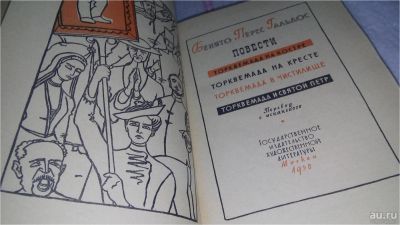 Бенито Перес Гальдос
ПОВЕСТИ
ТОРКВЕМАДА НА КОСТРЕ
ТОРКВЕМАДА НА КРЕСТЕ
ТОРКВЕМАДА В ЧИСТИЛИЩЕ
ТОРКВЕМАДА И СВЯТОЙ ПЕТР
Перевод
с испанского
ГОСУДАРСТВЕННОЕ
ИЗДАТЕЛЬСТВО
ХУДОЖЕСТВЕННОЙ
ЛИТЕРАТУРЫ
Москва
1958
au.ru